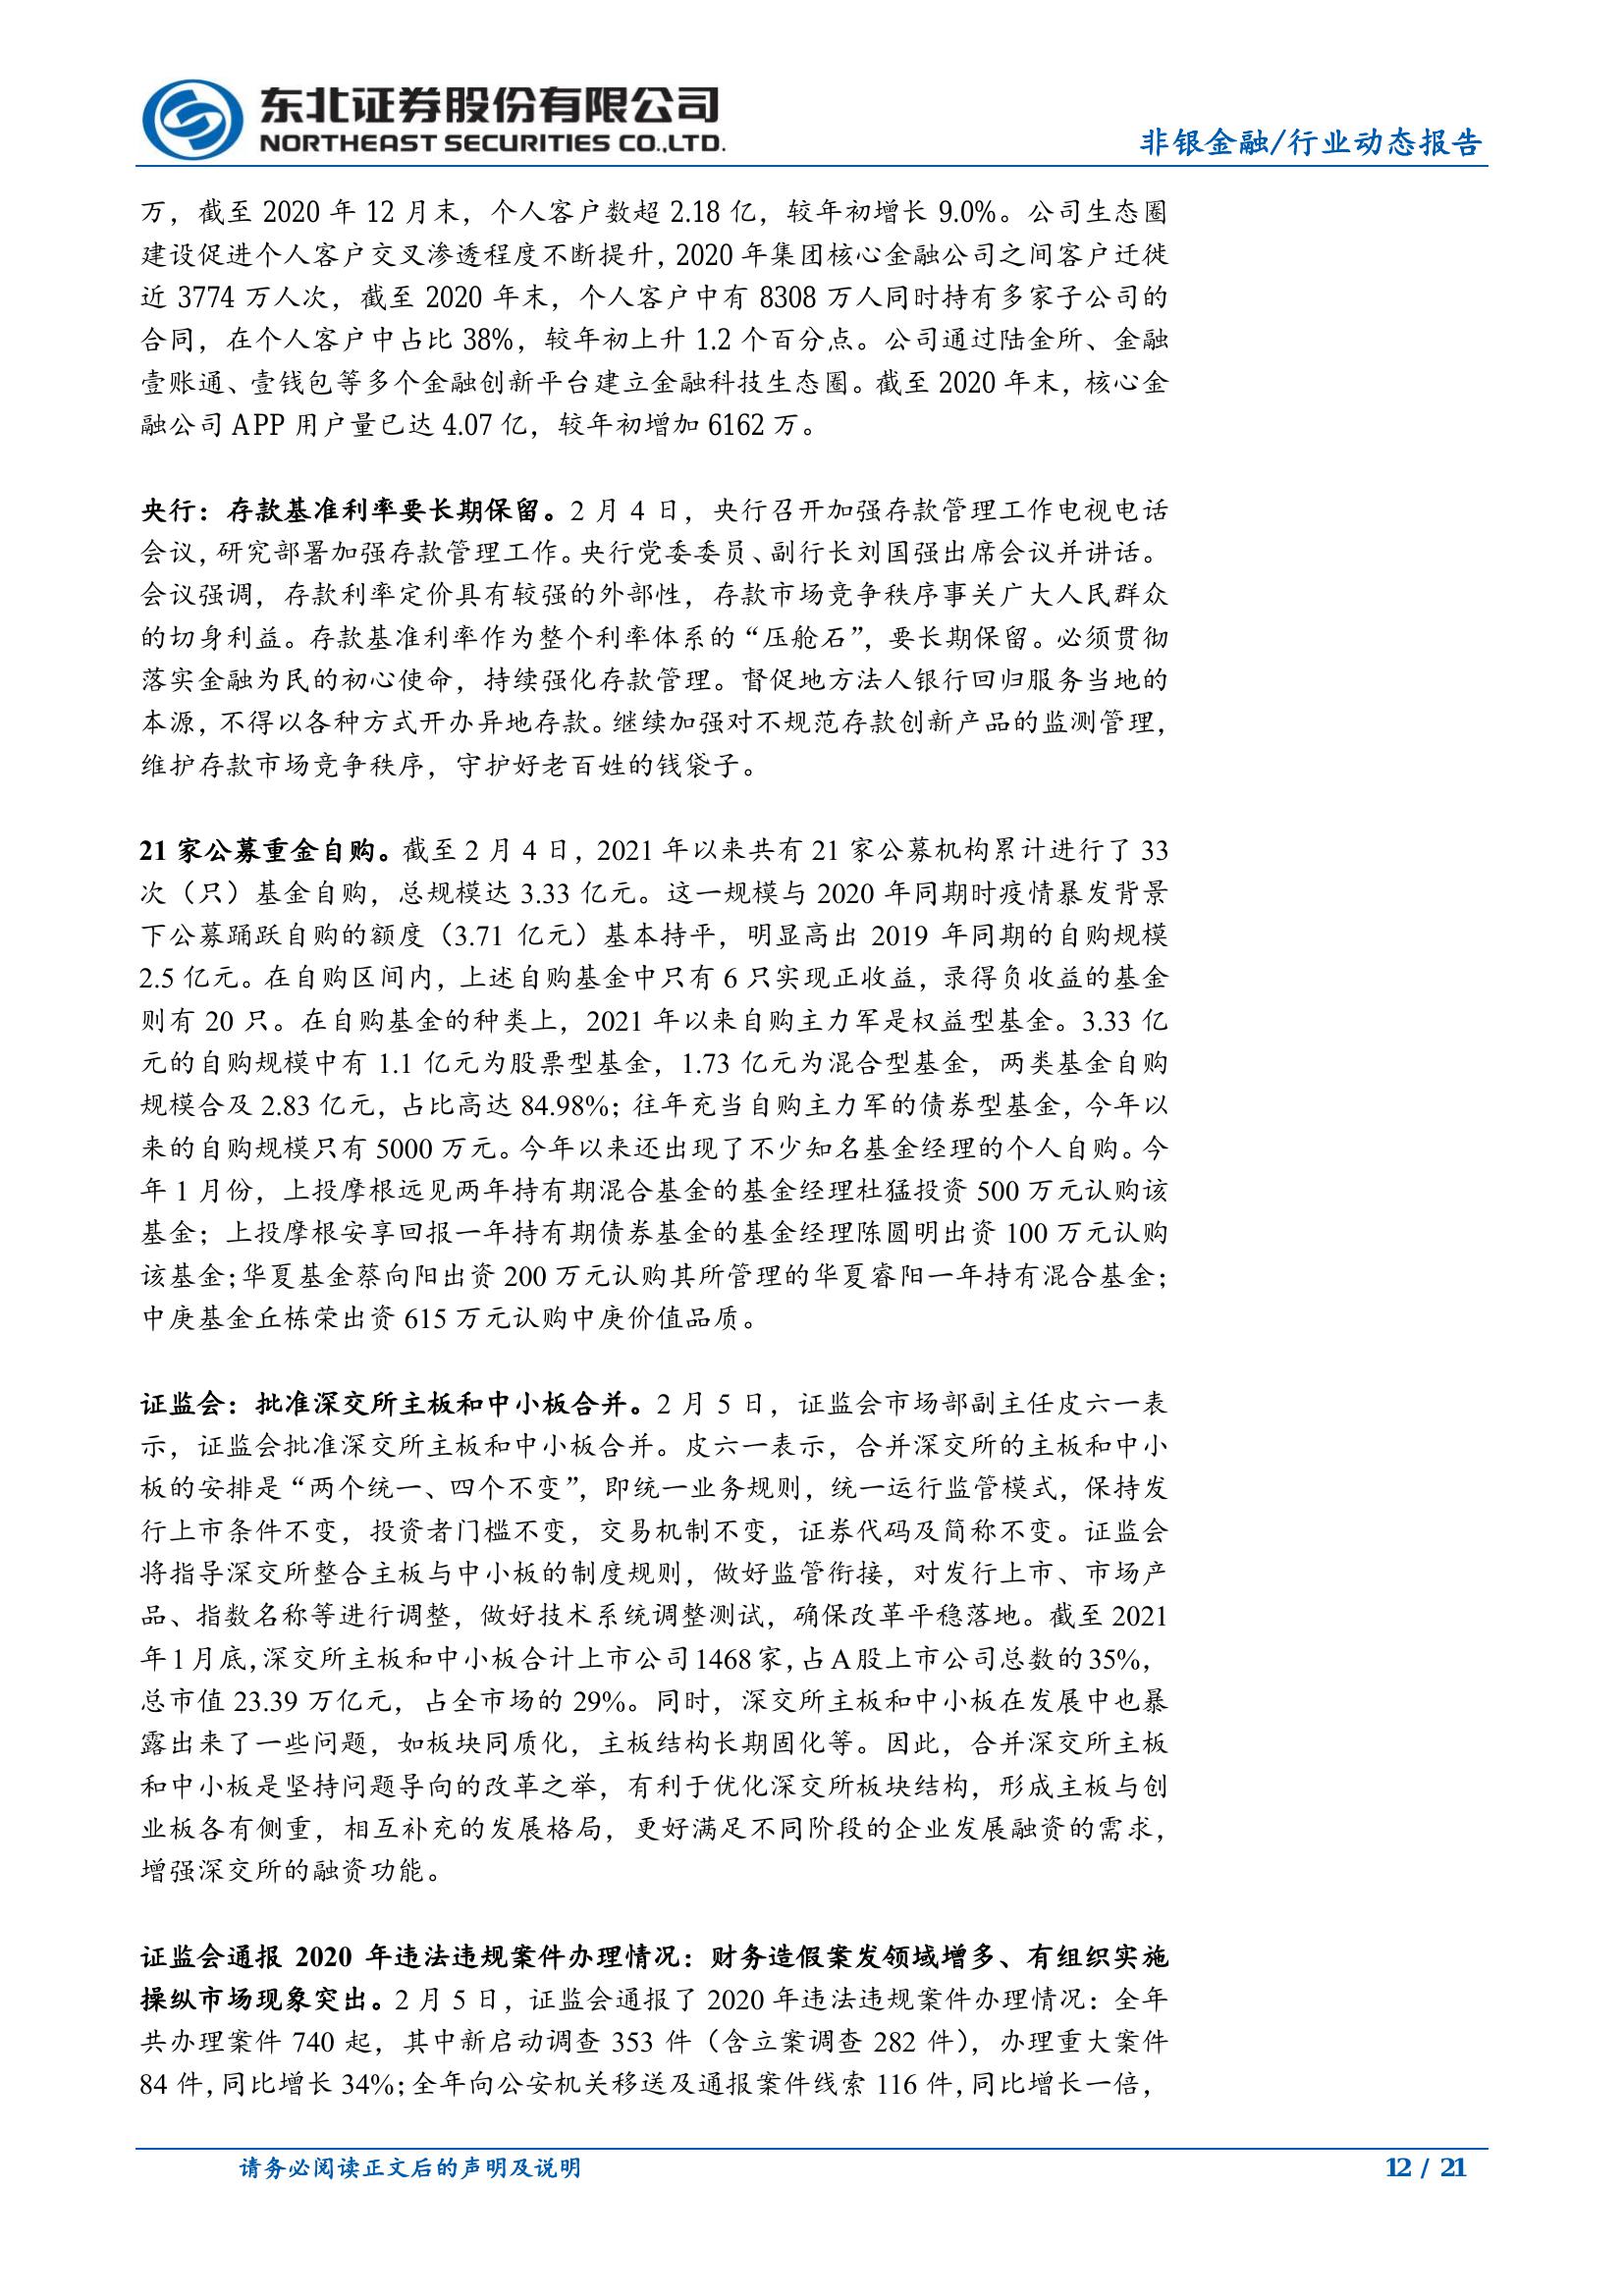 东北证券股份有限公司
NORTHEAST SECURITIES CO.,LTD.
非银金融/行业动态报告
万，截至 2020 年 12 月末，个人客户数超 2.18 亿，较年初增长 9.0%。公司生态圈
建设促进个人客户交叉渗透程度不断提升，2020 年集团核心金融公司之间客户迁徙
近 3774 万人次，截至 2020 年末，个人客户中有 8308 万人同时持有多家子公司的
合同，在个人客户中占比 38%，较年初上升 1.2 个百分点。公司通过陆金所、金融
壹账通、壹钱包等多个金融创新平台建立金融科技生态圈。截至 2020 年末，核心金
融公司 APP 用户量已达 4.07 亿，较年初增加 6162 万。
央行：存款基准利率要长期保留。2 月 4 日，央行召开加强存款管理工作电视电话
会议，研究部署加强存款管理工作。央行党委委员、副行长刘国强出席会议并讲话。
会议强调，存款利率定价具有较强的外部性，存款市场竞争秩序事关广大人民群众
的切身利益。存款基准利率作为整个利率体系的“压舱石”，要长期保留。必须贯彻
落实金融为民的初心使命，持续强化存款管理。督促地方法人银行回归服务当地的
本源，不得以各种方式开办异地存款。继续加强对不规范存款创新产品的监测管理，
维护存款市场竞争秩序，守护好老百姓的钱袋子。
21 家公募重金自购。截至 2 月 4 日，2021 年以来共有 21 家公募机构累计进行了 33
次（只）基金自购，总规模达 3.33 亿元。这一规模与 2020 年同期时疫情暴发背景
下公募踊跃自购的额度（3.71 亿元）基本持平，明显高出 2019 年同期的自购规模
2.5 亿元。在自购区间内，上述自购基金中只有 6 只实现正收益，录得负收益的基金
则有 20 只。在自购基金的种类上，2021 年以来自购主力军是权益型基金。3.33 亿
元的自购规模中有 1.1 亿元为股票型基金，1.73 亿元为混合型基金，两类基金自购
规模合及 2.83 亿元，占比高达 84.98%；往年充当自购主力军的债券型基金，今年以
来的自购规模只有 5000 万元。今年以来还出现了不少知名基金经理的个人自购。今
年 1 月份，上投摩根远见两年持有期混合基金的基金经理杜猛投资 500 万元认购该
基金；上投摩根安享回报一年持有期债券基金的基金经理陈圆明出资 100 万元认购
该基金；华夏基金蔡向阳出资 200 万元认购其所管理的华夏睿阳一年持有混合基金；
中庚基金丘栋荣出资 615 万元认购中庚价值品质。
证监会：批准深交所主板和中小板合并。2 月 5 日，证监会市场部副主任皮六一表
示，证监会批准深交所主板和中小板合并。皮六一表示，合并深交所的主板和中小
板的安排是“两个统一、四个不变”，即统一业务规则，统一运行监管模式，保持发
行上市条件不变，投资者门槛不变，交易机制不变，证券代码及简称不变。证监会
将指导深交所整合主板与中小板的制度规则，做好监管衔接，对发行上市、市场产
品、指数名称等进行调整，做好技术系统调整测试，确保改革平稳落地。截至 2021
年 1 月底，深交所主板和中小板合计上市公司 1468 家，占 A 股上市公司总数的 35%，
总市值 23.39 万亿元，占全市场的 29%。同时，深交所主板和中小板在发展中也暴
露出来了一些问题，如板块同质化，主板结构长期固化等。因此，合并深交所主板
和中小板是坚持问题导向的改革之举，有利于优化深交所板块结构，形成主板与创
业板各有侧重，相互补充的发展格局，更好满足不同阶段的企业发展融资的需求，
增强深交所的融资功能。
证监会通报 2020 年违法违规案件办理情况：财务造假案发领域增多、有组织实施
操纵市场现象突出。2 月 5 日，证监会通报了 2020 年违法违规案件办理情况：全年
共办理案件 740 起，其中新启动调查 353 件（含立案调查 282 件），办理重大案件
84 件，同比增长 34%；全年向公安机关移送及通报案件线索 116 件，同比增长一倍，
请务必阅读正文后的声明及说明
12 / 21